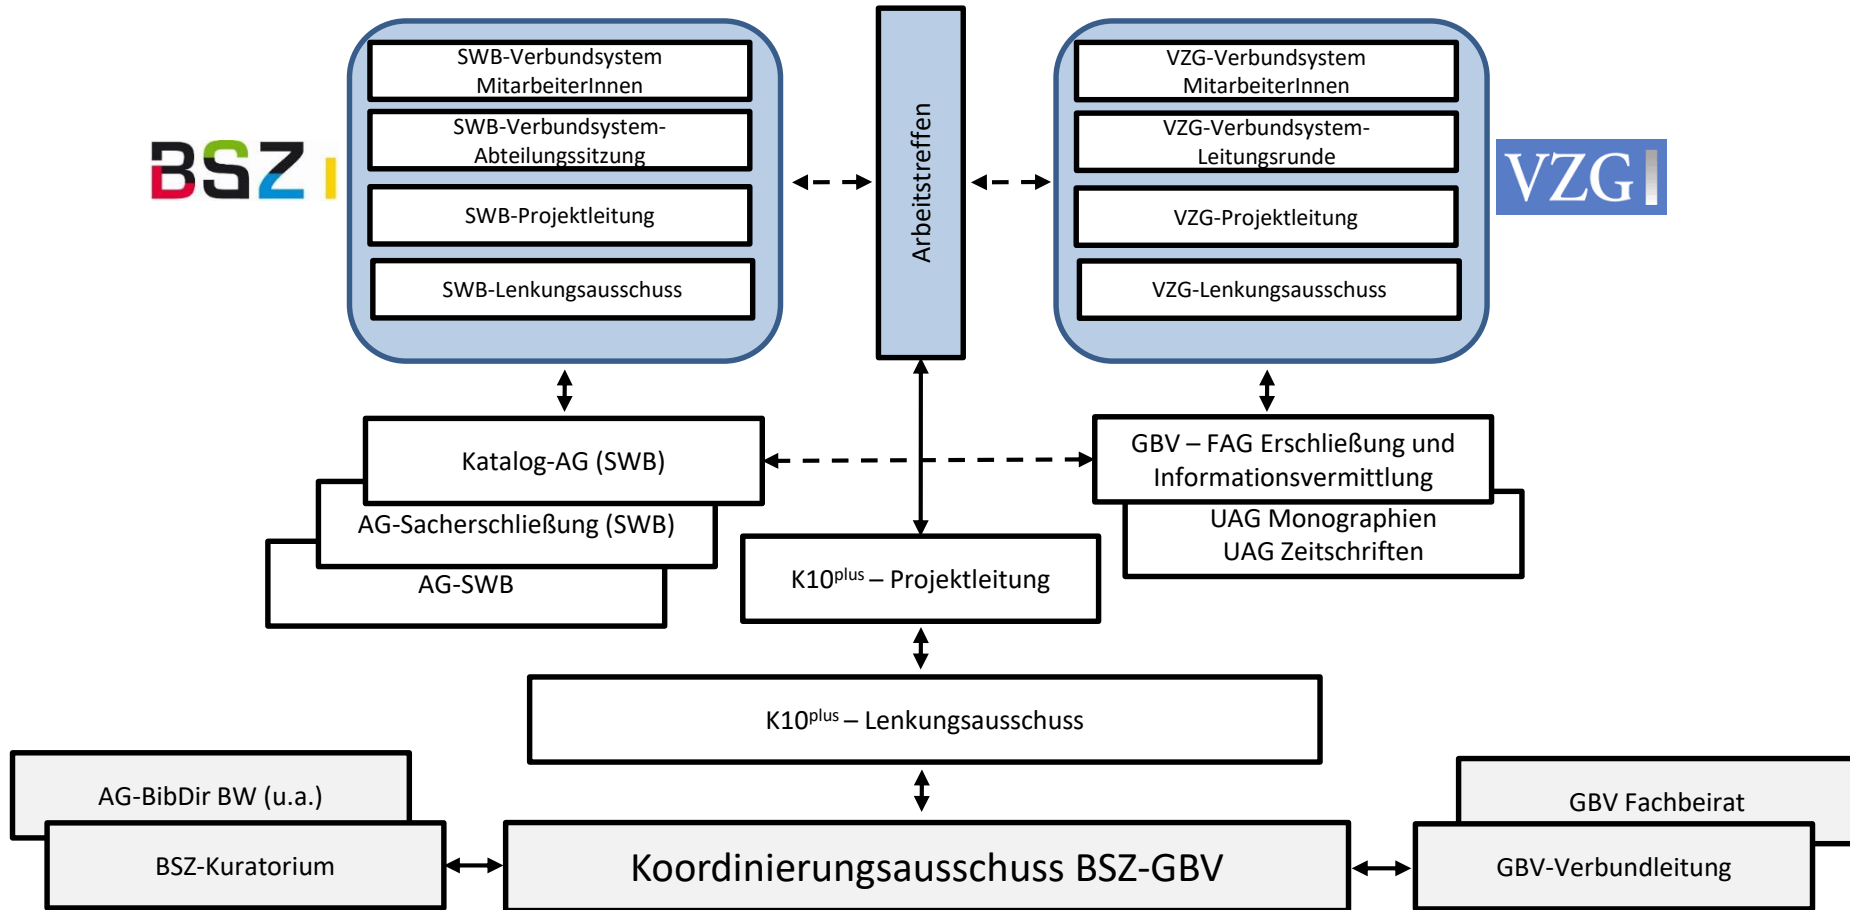 SWB-Verbundsystem
MitarbeiterInnen
SWB-Verbundsystem-
Abteilungssitzung
SWB-Projektleitung
SWB-Lenkungsausschuss
BSZ
Arbeitstreffen
VZG-Verbundsystem
MitarbeiterInnen
VZG-Verbundsystem-
Leitungsrunde
VZG-Projektleitung
VZG-Lenkungsausschuss
VZG
Katalog-AG (SWB)
AG-Sacherschließung (SWB)
AG-SWB
GBV – FAG Erschließung und
Informationsvermittlung
UAG Monographien
UAG Zeitschriften
K10plus – Projektleitung
K10plus – Lenkungsausschuss
AG-BibDir BW (u.a.)
BSZ-Kuratorium
Koordinierungsausschuss BSZ-GBV
GBV Fachbeirat
GBV-Verbundleitung